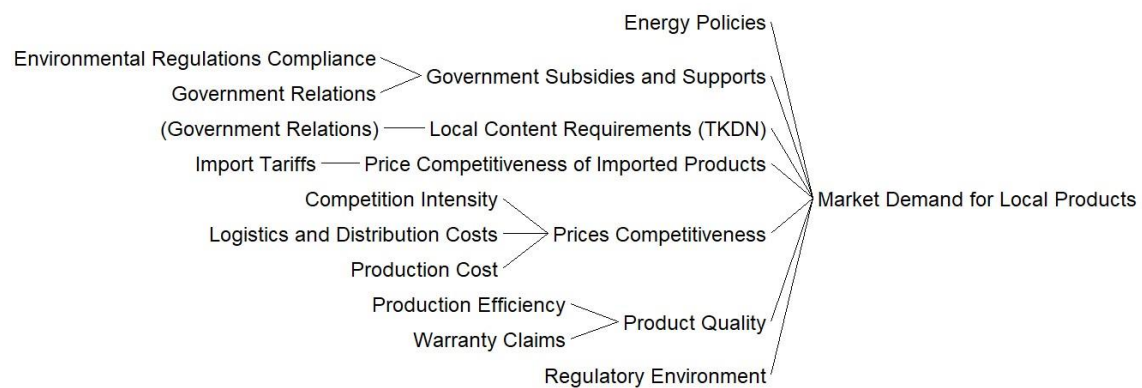 Energy Policies
Environmental Regulations Compliance
Government Subsidies and Supports
Government Relations
(Government Relations)
Local Content Requirements (TKDN)
Import Tariffs
Price Competitiveness of Imported Products
Competition Intensity
Market Demand for Local Products
Logistics and Distribution Costs
Prices Competitiveness
Production Cost
Production Efficiency
Product Quality
Warranty Claims
Regulatory Environment